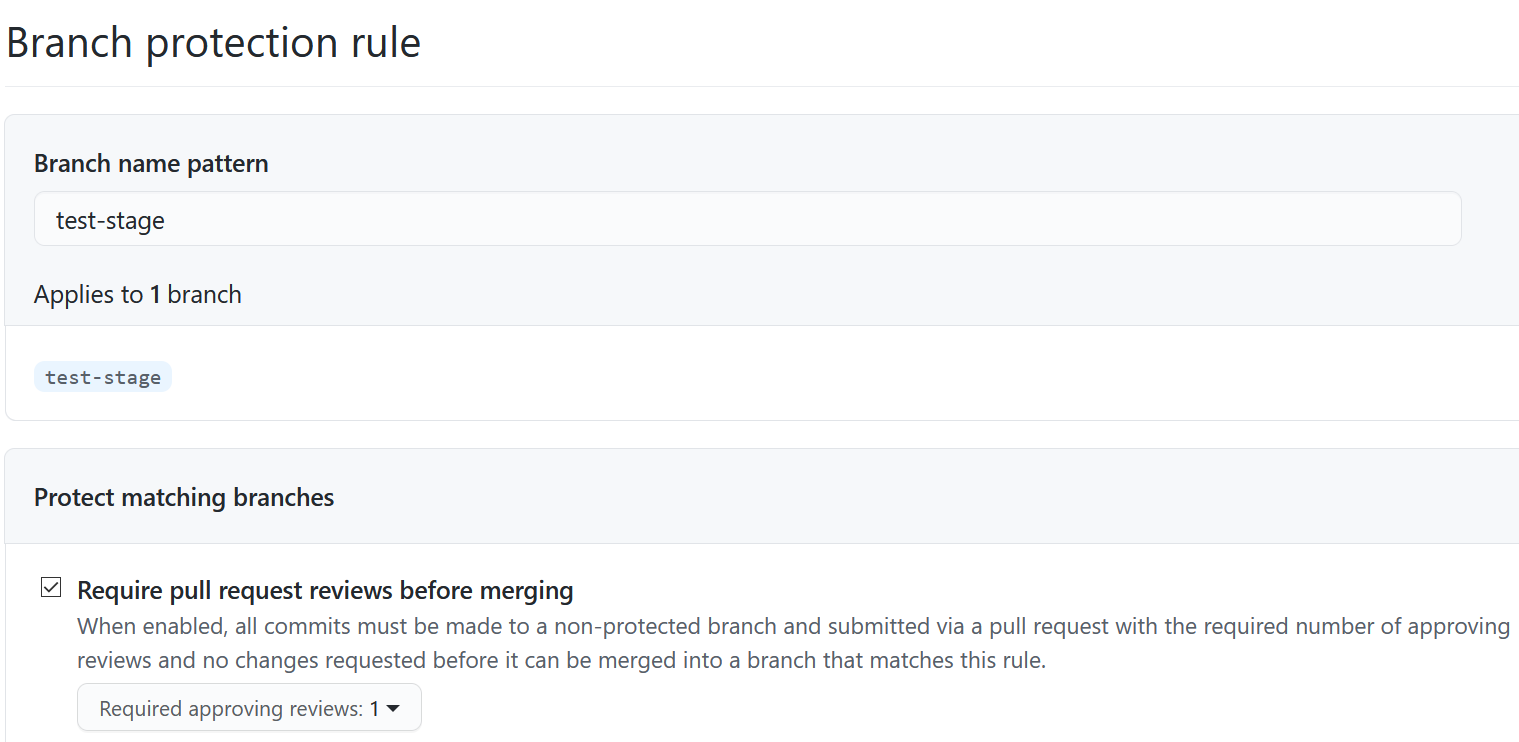 Branch protection rule
Branch name pattern
test-stage
Applies to 1 branch
test-stage
Protect matching branches
Require pull request reviews before merging
When enabled, all commits must be made to a non-protected branch and submitted via a pull request with the required number of approving
reviews and no changes requested before it can be merged into a branch that matches this rule.
Required approving reviews: 1